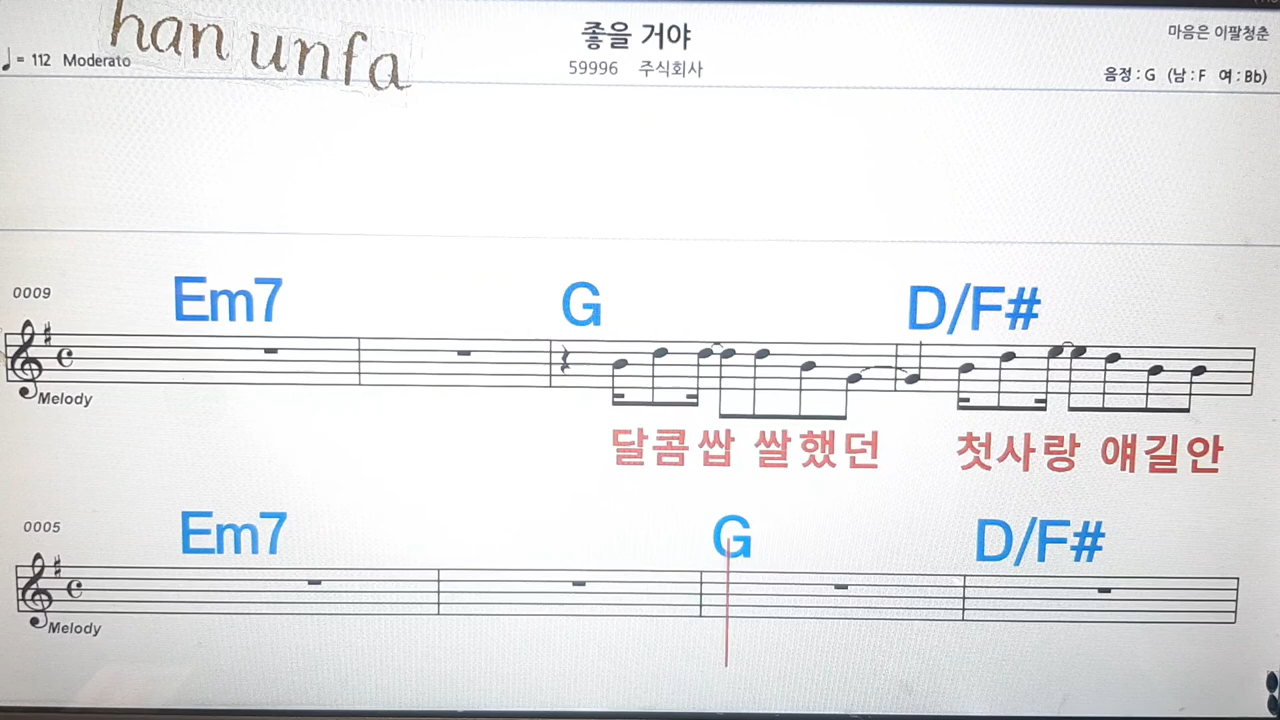 han unfa
좋을 거야
마음은 이팔청춘
♩= 112 Moderato
59996 주식회사
음정 : G (남 : F 여 : Bb)
0009
Em7 G D/F#
Melody
달콤쌉 쌀했던 첫사랑 얘길안
0005
Em7 G D/F#
Melody